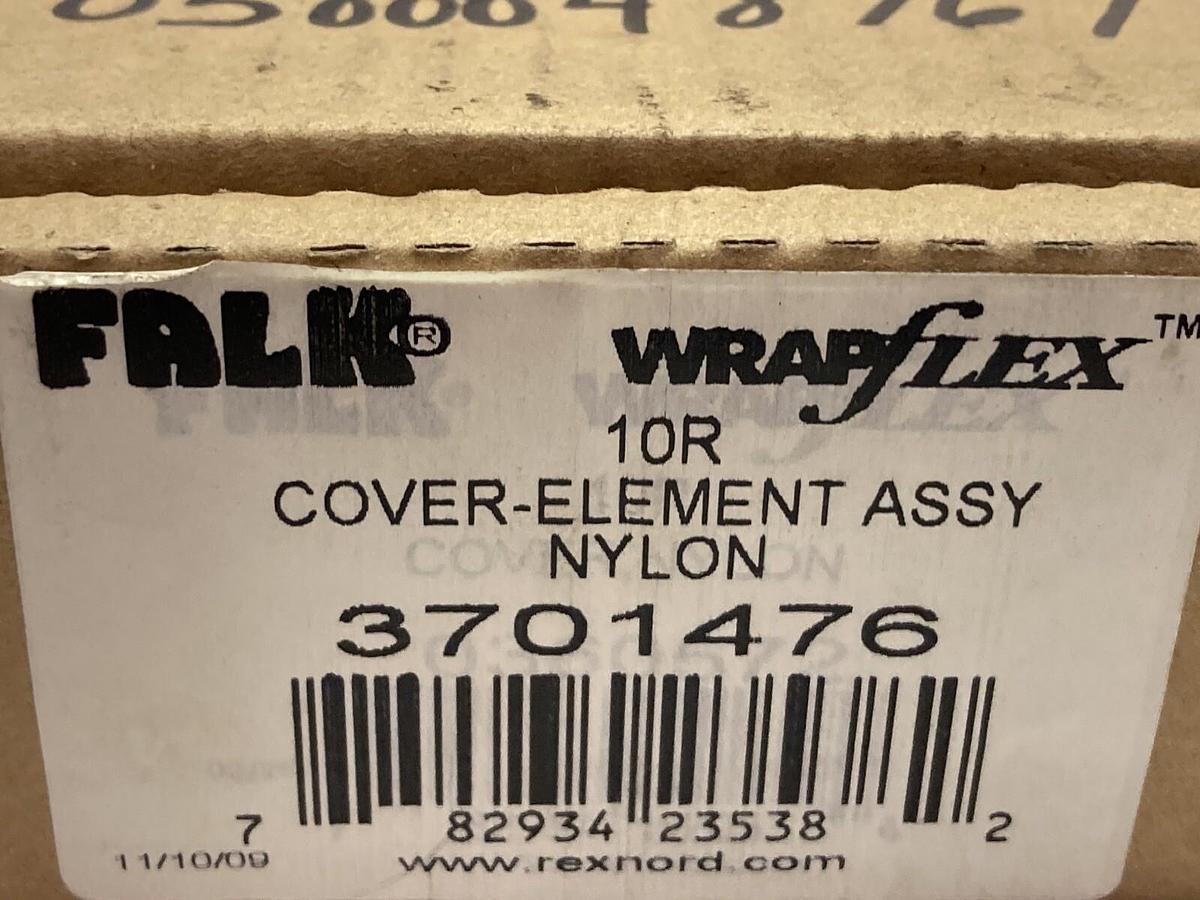 FALK® WRAPFLEX™
10R
COVER-ELEMENT ASSY
NYLON
3701476
7 82934 23538 2
11/10/09 www.rexnord.com